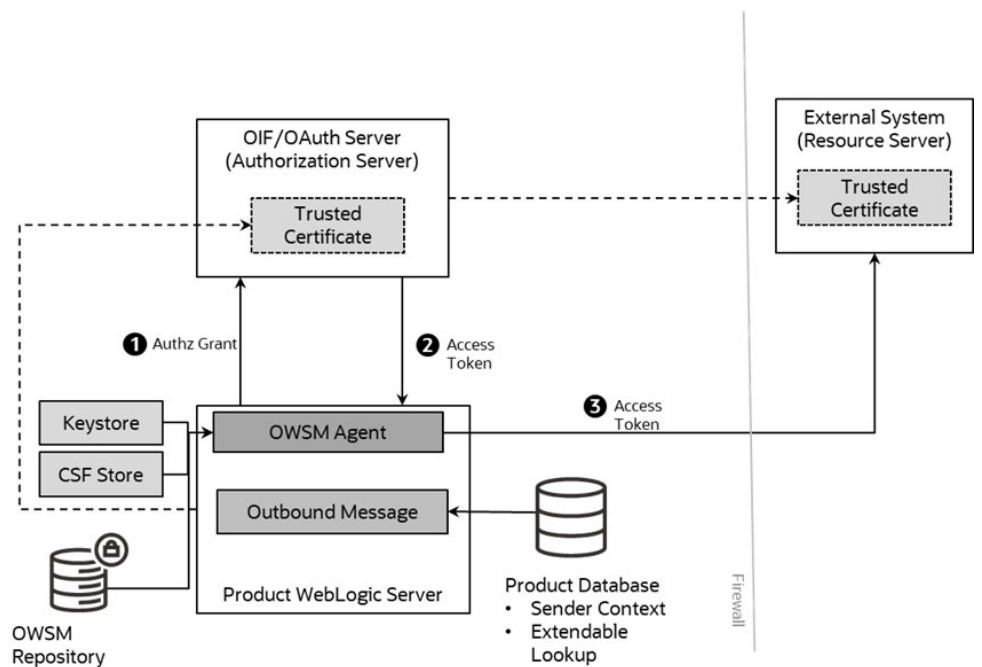 OIF/OAuth Server
(Authorization Server)
Trusted
Certificate
External System
(Resource Server)
Trusted
Certificate
1 Authz Grant
2 Access
Token
3 Access
Token
Keystore
CSF Store
OWSM Agent
Outbound Message
Product WebLogic Server
OWSM
Repository
Product Database
• Sender Context
• Extendable
Lookup
Firewall